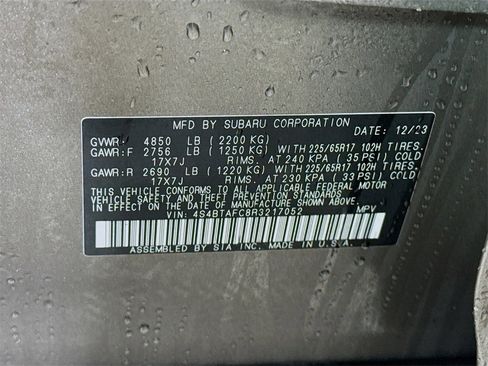 MFD BY SUBARU CORPORATION
DATE: 12/23
GVWR: 4850 LB (2200 KG)
GAWR:F 2756 LB (1250 KG) WITH 225/65R17 102H TIRES.
17X7J RIMS. AT 240 KPA (35 PSI) COLD
GAWR:R 2690 LB (1220 KG) WITH 225/65R17 102H TIRES.
17X7J RIMS. AT 230 KPA (33 PSI) COLD
THIS VEHICLE CONFORMS TO ALL APPLICABLE FEDERAL MOTOR
VEHICLE SAFETY AND THEFT PREVENTION STANDARDS
IN EFFECT ON THE DATE OF MANUFACTURE SHOWN ABOVE.
VIN: 4S4BTAFC8R3217052 MPV
ASSEMBLED BY SIA INC. MADE IN U.S.A.